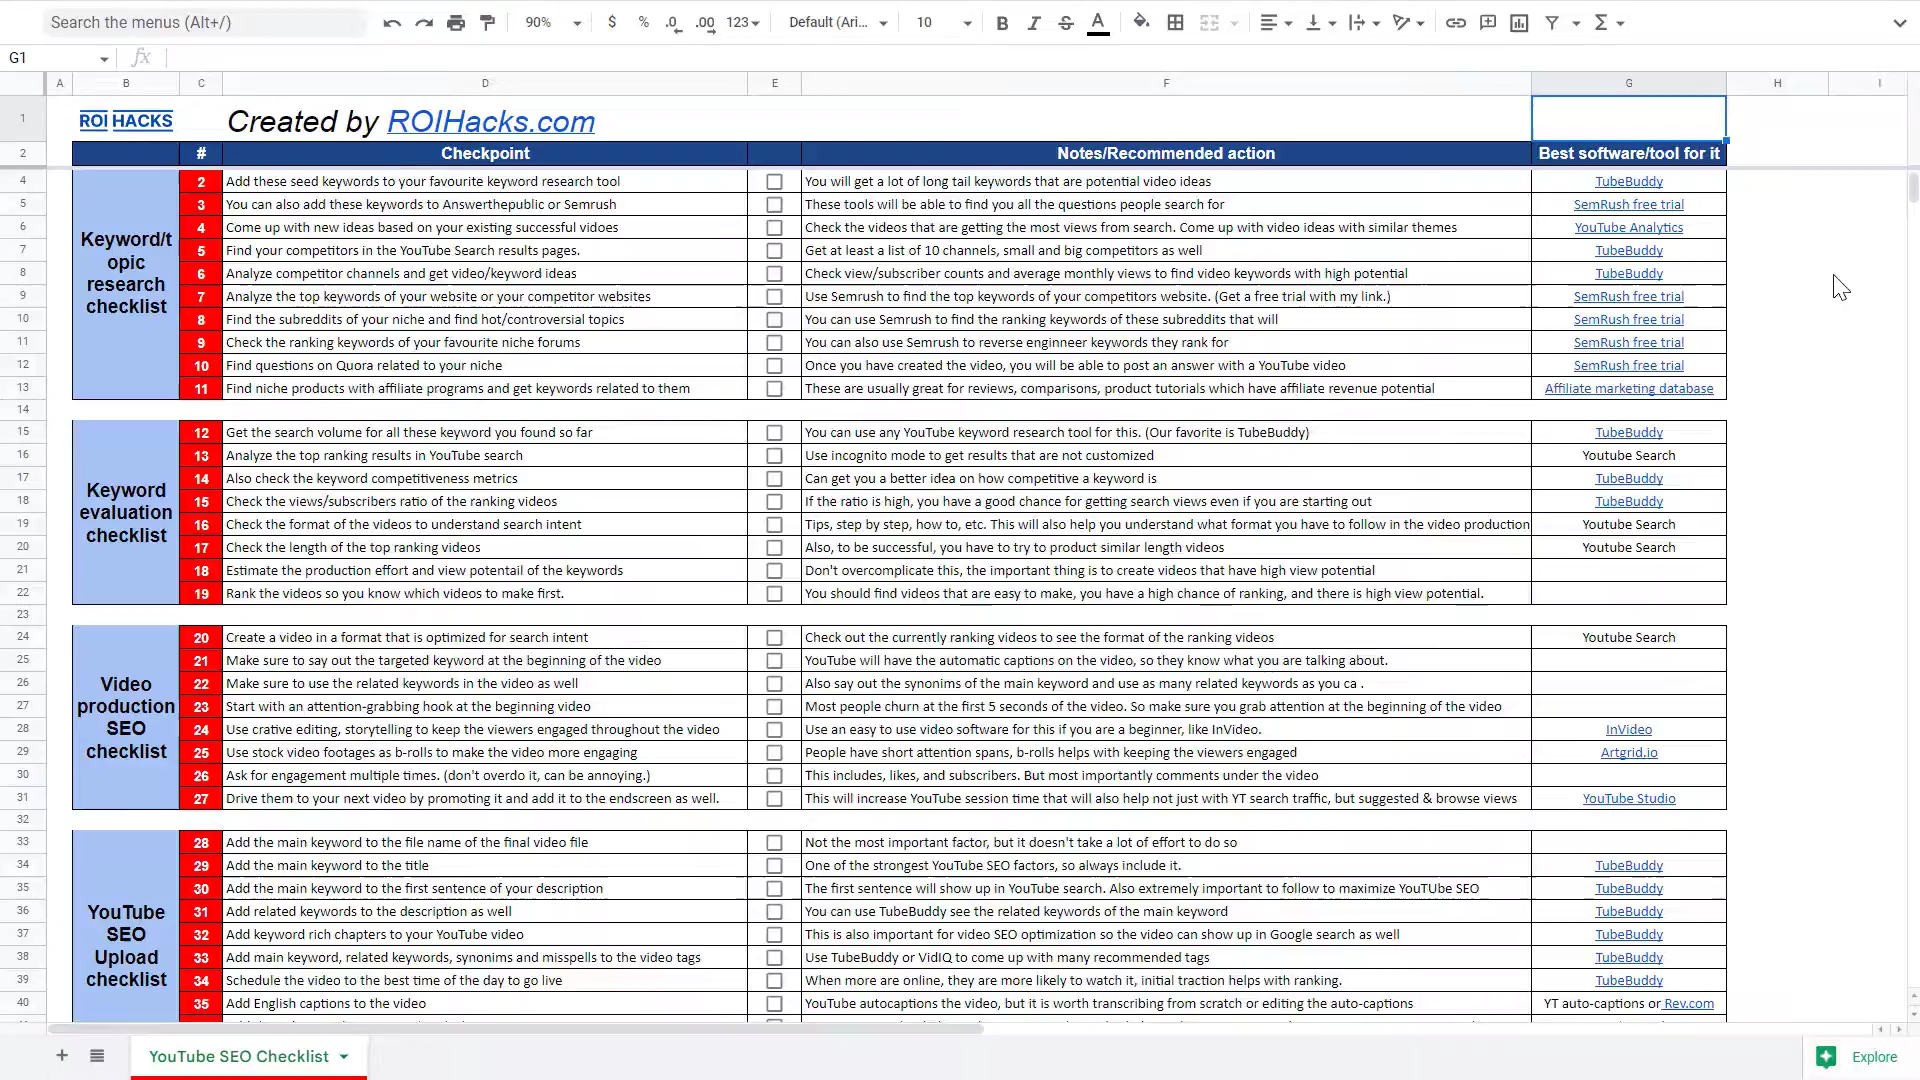 Search the menus (Alt+/)
90%
$ % .0 .00 123
Default (Ari...
10
B I S A
G1
fx
A B C D E F G H I
1 ROI HACKS Created by ROIHacks.com
2 # Checkpoint Notes/Recommended action Best software/tool for it
Keyword/t
opic
research
checklist
4 2 Add these seed keywords to your favourite keyword research tool You will get a lot of long tail keywords that are potential video ideas TubeBuddy
5 3 You can also add these keywords to Answerthepublic or Semrush These tools will be able to find you all the questions people search for SemRush free trial
6 4 Come up with new ideas based on your existing successful vidoes Check the videos that are getting the most views from search. Come up with video ideas with similar themes YouTube Analytics
7 5 Find your competitors in the YouTube Search results pages. Get at least a list of 10 channels, small and big competitors as well TubeBuddy
8 6 Analyze competitor channels and get video/keyword ideas Check view/subscriber counts and average monthly views to find video keywords with high potential TubeBuddy
9 7 Analyze the top keywords of your website or your competitor websites Use Semrush to find the top keywords of your competitors website. (Get a free trial with my link.) SemRush free trial
10 8 Find the subreddits of your niche and find hot/controversial topics You can use Semrush to find the ranking keywords of these subreddits that will SemRush free trial
11 9 Check the ranking keywords of your favourite niche forums You can also use Semrush to reverse engineer keywords they rank for SemRush free trial
12 10 Find questions on Quora related to your niche Once you have created the video, you will be able to post an answer with a YouTube video SemRush free trial
13 11 Find niche products with affiliate programs and get keywords related to them These are usually great for reviews, comparisons, product tutorials which have affiliate revenue potential Affiliate marketing database
14
Keyword
evaluation
checklist
15 12 Get the search volume for all these keyword you found so far You can use any YouTube keyword research tool for this. (Our favorite is TubeBuddy) TubeBuddy
16 13 Analyze the top ranking results in YouTube search Use incognito mode to get results that are not customized Youtube Search
17 14 Also check the keyword competitiveness metrics Can get you a better idea on how competitive a keyword is TubeBuddy
18 15 Check the views/subscribers ratio of the ranking videos If the ratio is high, you have a good chance for getting search views even if you are starting out TubeBuddy
19 16 Check the format of the videos to understand search intent Tips, step by step, how to, etc. This will also help you understand what format you have to follow in the video production Youtube Search
20 17 Check the length of the top ranking videos Also, to be successful, you have to try to product similar length videos Youtube Search
21 18 Estimate the production effort and view potentail of the keywords Don't overcomplicate this, the important thing is to create videos that have high view potential
22 19 Rank the videos so you know which videos to make first. You should find videos that are easy to make, you have a high chance of ranking, and there is high view potential.
23
Video
production
SEO
checklist
24 20 Create a video in a format that is optimized for search intent Check out the currently ranking videos to see the format of the ranking videos Youtube Search
25 21 Make sure to say out the targeted keyword at the beginning of the video YouTube will have the automatic captions on the video, so they know what you are talking about.
26 22 Make sure to use the related keywords in the video as well Also say out the synonims of the main keyword and use as many related keywords as you ca .
27 23 Start with an attention-grabbing hook at the beginning video Most people churn at the first 5 seconds of the video. So make sure you grab attention at the beginning of the video
28 24 Use crative editing, storytelling to keep the viewers engaged throughout the video Use an easy to use video software for this if you are a beginner, like InVideo. InVideo
29 25 Use stock video footages as b-rolls to make the video more engaging People have short attention spans, b-rolls helps with keeping the viewers engaged Artgrid.io
30 26 Ask for engagement multiple times. (don't overdo it, can be annoying.) This includes, likes, and subscribers. But most importantly comments under the video
31 27 Drive them to your next video by promoting it and add it to the endscreen as well. This will increase YouTube session time that will also help not just with YT search traffic, but suggested & browse views YouTube Studio
32
YouTube
SEO
Upload
checklist
33 28 Add the main keyword to the file name of the final video file Not the most important factor, but it doesn't take a lot of effort to do so
34 29 Add the main keyword to the title One of the strongest YouTube SEO factors, so always include it. TubeBuddy
35 30 Add the main keyword to the first sentence of your description The first sentence will show up in YouTube search. Also extremely important to follow to maximize YouTUBE SEO TubeBuddy
36 31 Add related keywords to the description as well You can use TubeBuddy see the related keywords of the main keyword TubeBuddy
37 32 Add keyword rich chapters to your YouTube video This is also important for video SEO optimization so the video can show up in Google search as well TubeBuddy
38 33 Add main keyword, related keywords, synonims and misspells to the video tags Use TubeBuddy or VidIQ to come up with many recommended tags TubeBuddy
39 34 Schedule the video to the best time of the day to go live When more are online, they are more likely to watch it, initial traction helps with ranking. TubeBuddy
40 35 Add English captions to the video YouTube autocaptions the video, but it is worth transcribing from scratch or editing the auto-captions YT auto-captions or Rev.com
YouTube SEO Checklist
Explore